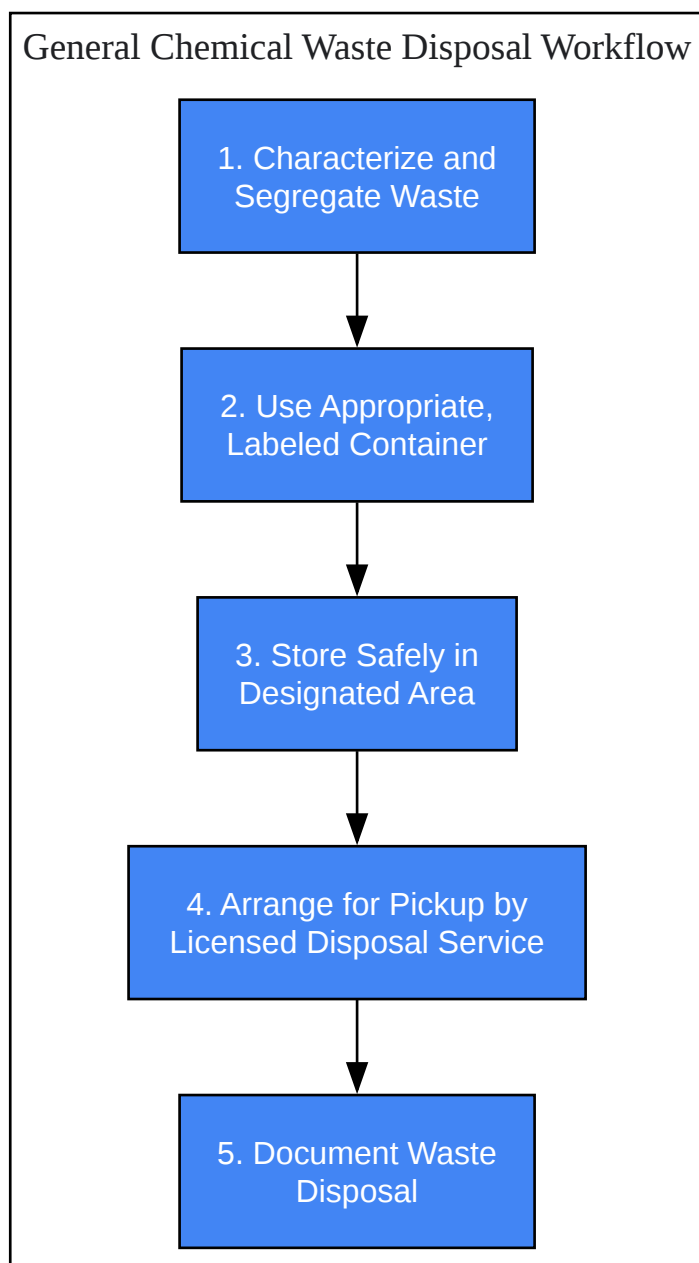 General Chemical Waste Disposal Workflow
1. Characterize and
Segregate Waste
2. Use Appropriate,
Labeled Container
3. Store Safely in
Designated Area
4. Arrange for Pickup by
Licensed Disposal Service
5. Document Waste
Disposal